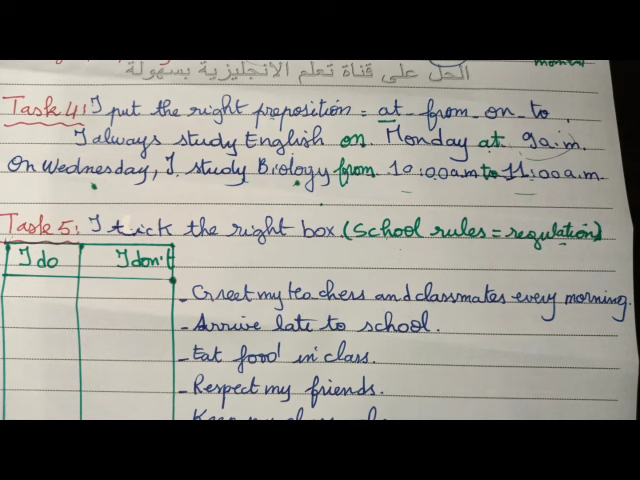 moment
الحل على قناة تعلم الانجليزية بسهولة
Task 4: I put the right preposition = at - from - on - to.
I always study English on Monday at 9a.m.
On Wednesday, I study Biology from 10:00a.m to 11:00a.m.
Task 5: I tick the right box (School rules = regulation)
I do I don't
- Greet my teachers and classmates every morning.
- Arrive late to school.
- Eat food in class.
- Respect my friends.